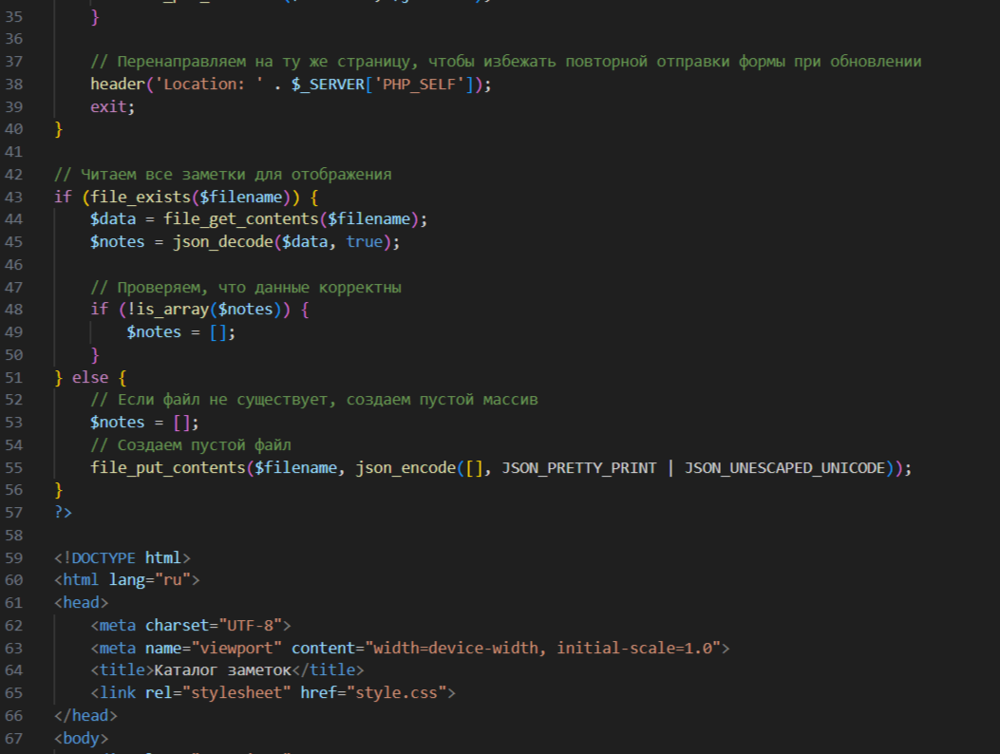 35 }
36
37 // Перенаправляем на ту же страницу, чтобы избежать повторной отправки формы при обновлении
38 header('Location: ' . $_SERVER['PHP_SELF']);
39 exit;
40 }
41
42 // Читаем все заметки для отображения
43 if (file_exists($filename)) {
44 $data = file_get_contents($filename);
45 $notes = json_decode($data, true);
46
47 // Проверяем, что данные корректны
48 if (!is_array($notes)) {
49 $notes = [];
50 }
51 } else {
52 // Если файл не существует, создаем пустой массив
53 $notes = [];
54 // Создаем пустой файл
55 file_put_contents($filename, json_encode([], JSON_PRETTY_PRINT | JSON_UNESCAPED_UNICODE));
56 }
57 ?>
58
59 <!DOCTYPE html>
60 <html lang="ru">
61 <head>
62 <meta charset="UTF-8">
63 <meta name="viewport" content="width=device-width, initial-scale=1.0">
64 <title>Каталог заметок</title>
65 <link rel="stylesheet" href="style.css">
66 </head>
67 <body>